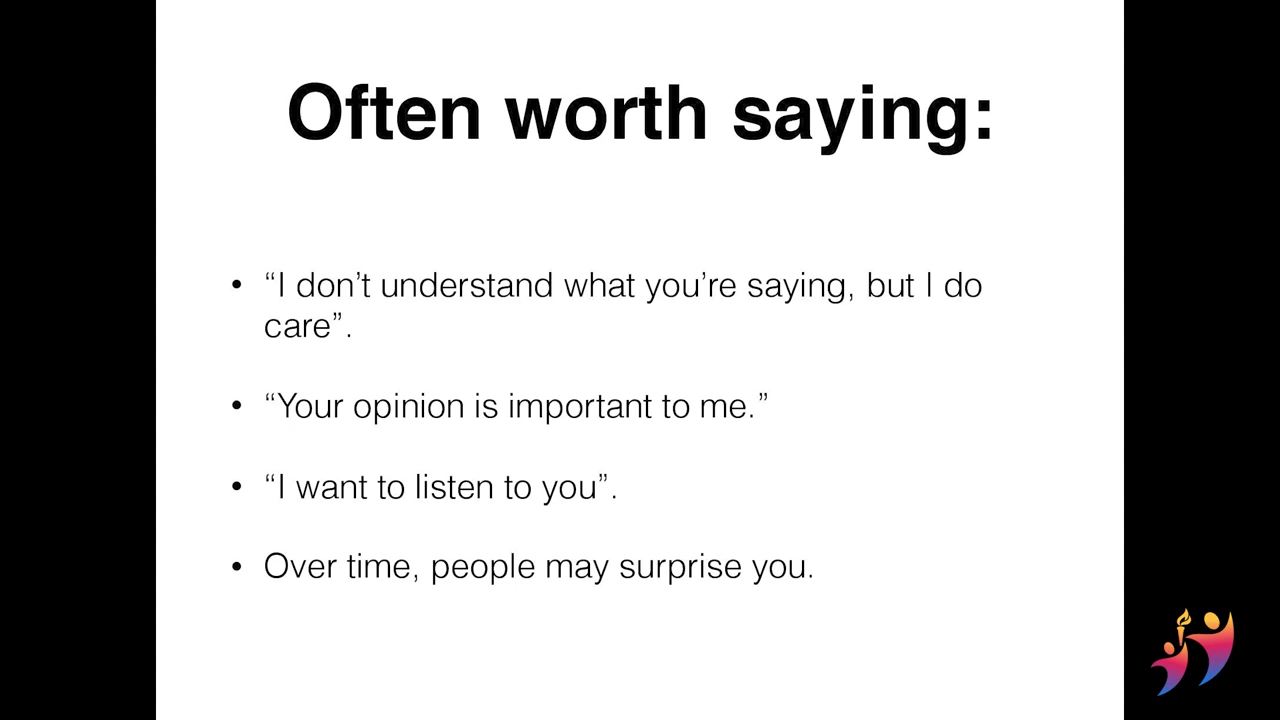 Often worth saying:
• “I don’t understand what you’re saying, but I do
care”.
• “Your opinion is important to me.”
• “I want to listen to you”.
• Over time, people may surprise you.